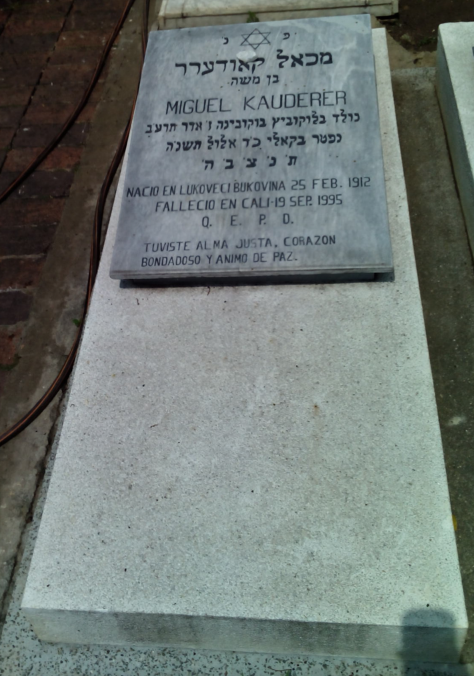 פ נ
מכאל קאודערר
בן משה
MIGUEL KAUDERER
נולד בלוקוביץ בוקובינה ז אדר תרעב
נפטר בקאלי כ״ד אלול תשנ״ה
ת׳ נ׳ צ׳ ב׳ ה׳
NACIO EN LUKOVECI BUKOVINA 25 FEB. 1912
FALLECIO EN CALI 19 SEP. 1995
Q. E. P. D.
TUVISTE ALMA JUSTA, CORAZON
BONDADOSO Y ANIMO DE PAZ.